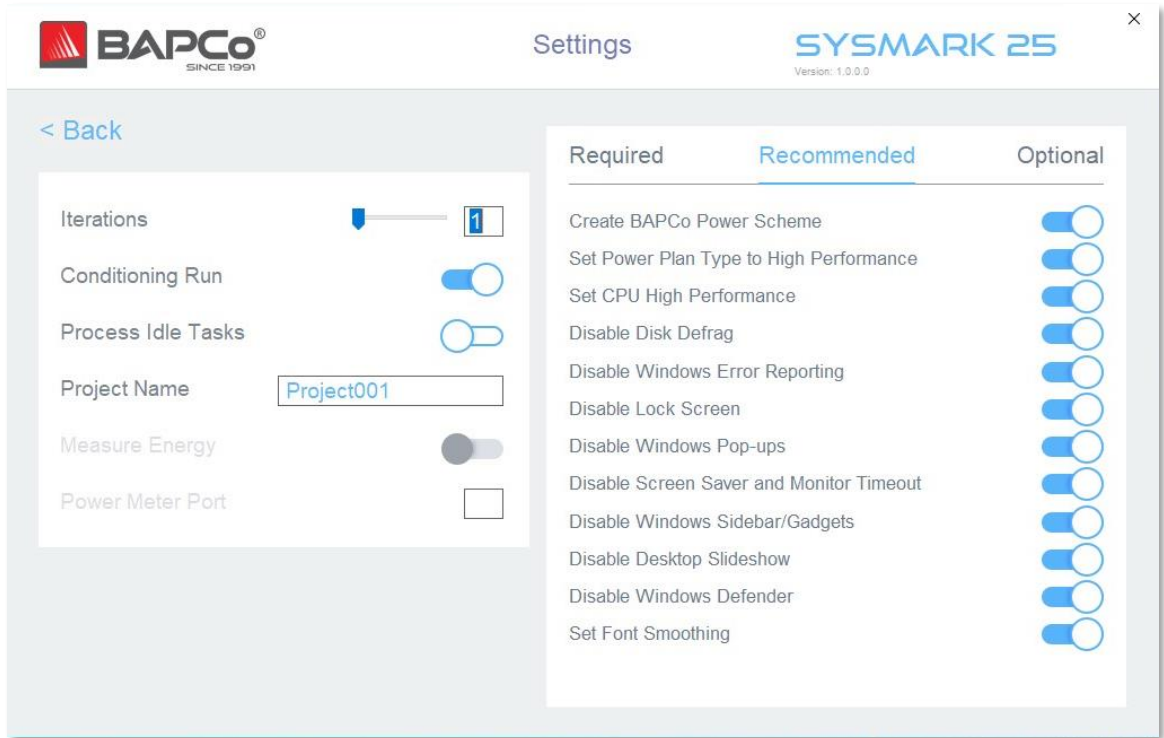 BAPCo®
SINCE 1991
Settings
SYSMARK 25
Version: 1.0.0.0
< Back
Iterations
1
Conditioning Run
Process Idle Tasks
Project Name
Project001
Measure Energy
Power Meter Port
Required Recommended Optional
Create BAPCo Power Scheme
Set Power Plan Type to High Performance
Set CPU High Performance
Disable Disk Defrag
Disable Windows Error Reporting
Disable Lock Screen
Disable Windows Pop-ups
Disable Screen Saver and Monitor Timeout
Disable Windows Sidebar/Gadgets
Disable Desktop Slideshow
Disable Windows Defender
Set Font Smoothing